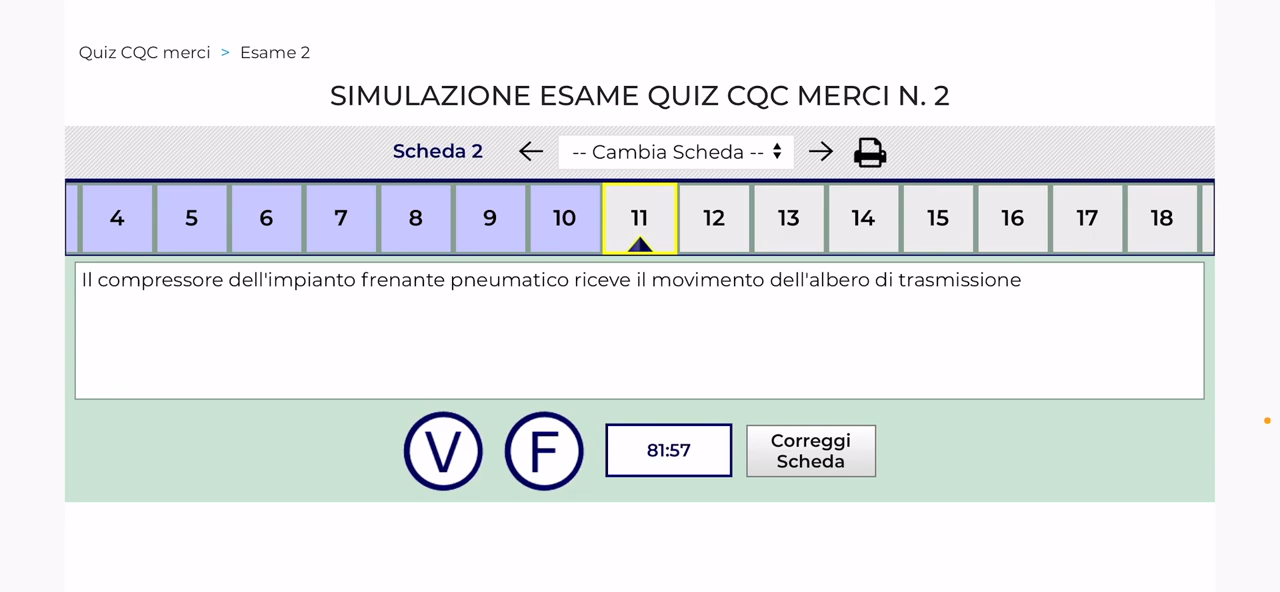 Quiz CQC merci > Esame 2
SIMULAZIONE ESAME QUIZ CQC MERCI N. 2
Scheda 2 ← -- Cambia Scheda -- →
4 5 6 7 8 9 10 11 12 13 14 15 16 17 18
Il compressore dell'impianto frenante pneumatico riceve il movimento dell'albero di trasmissione
V F 81:57 Correggi
Scheda